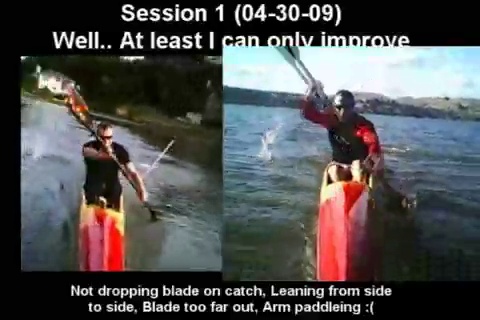 Session 1 (04-30-09)
Well.. At least I can only improve
Not dropping blade on catch, Leaning from side
to side, Blade too far out, Arm paddleing :(